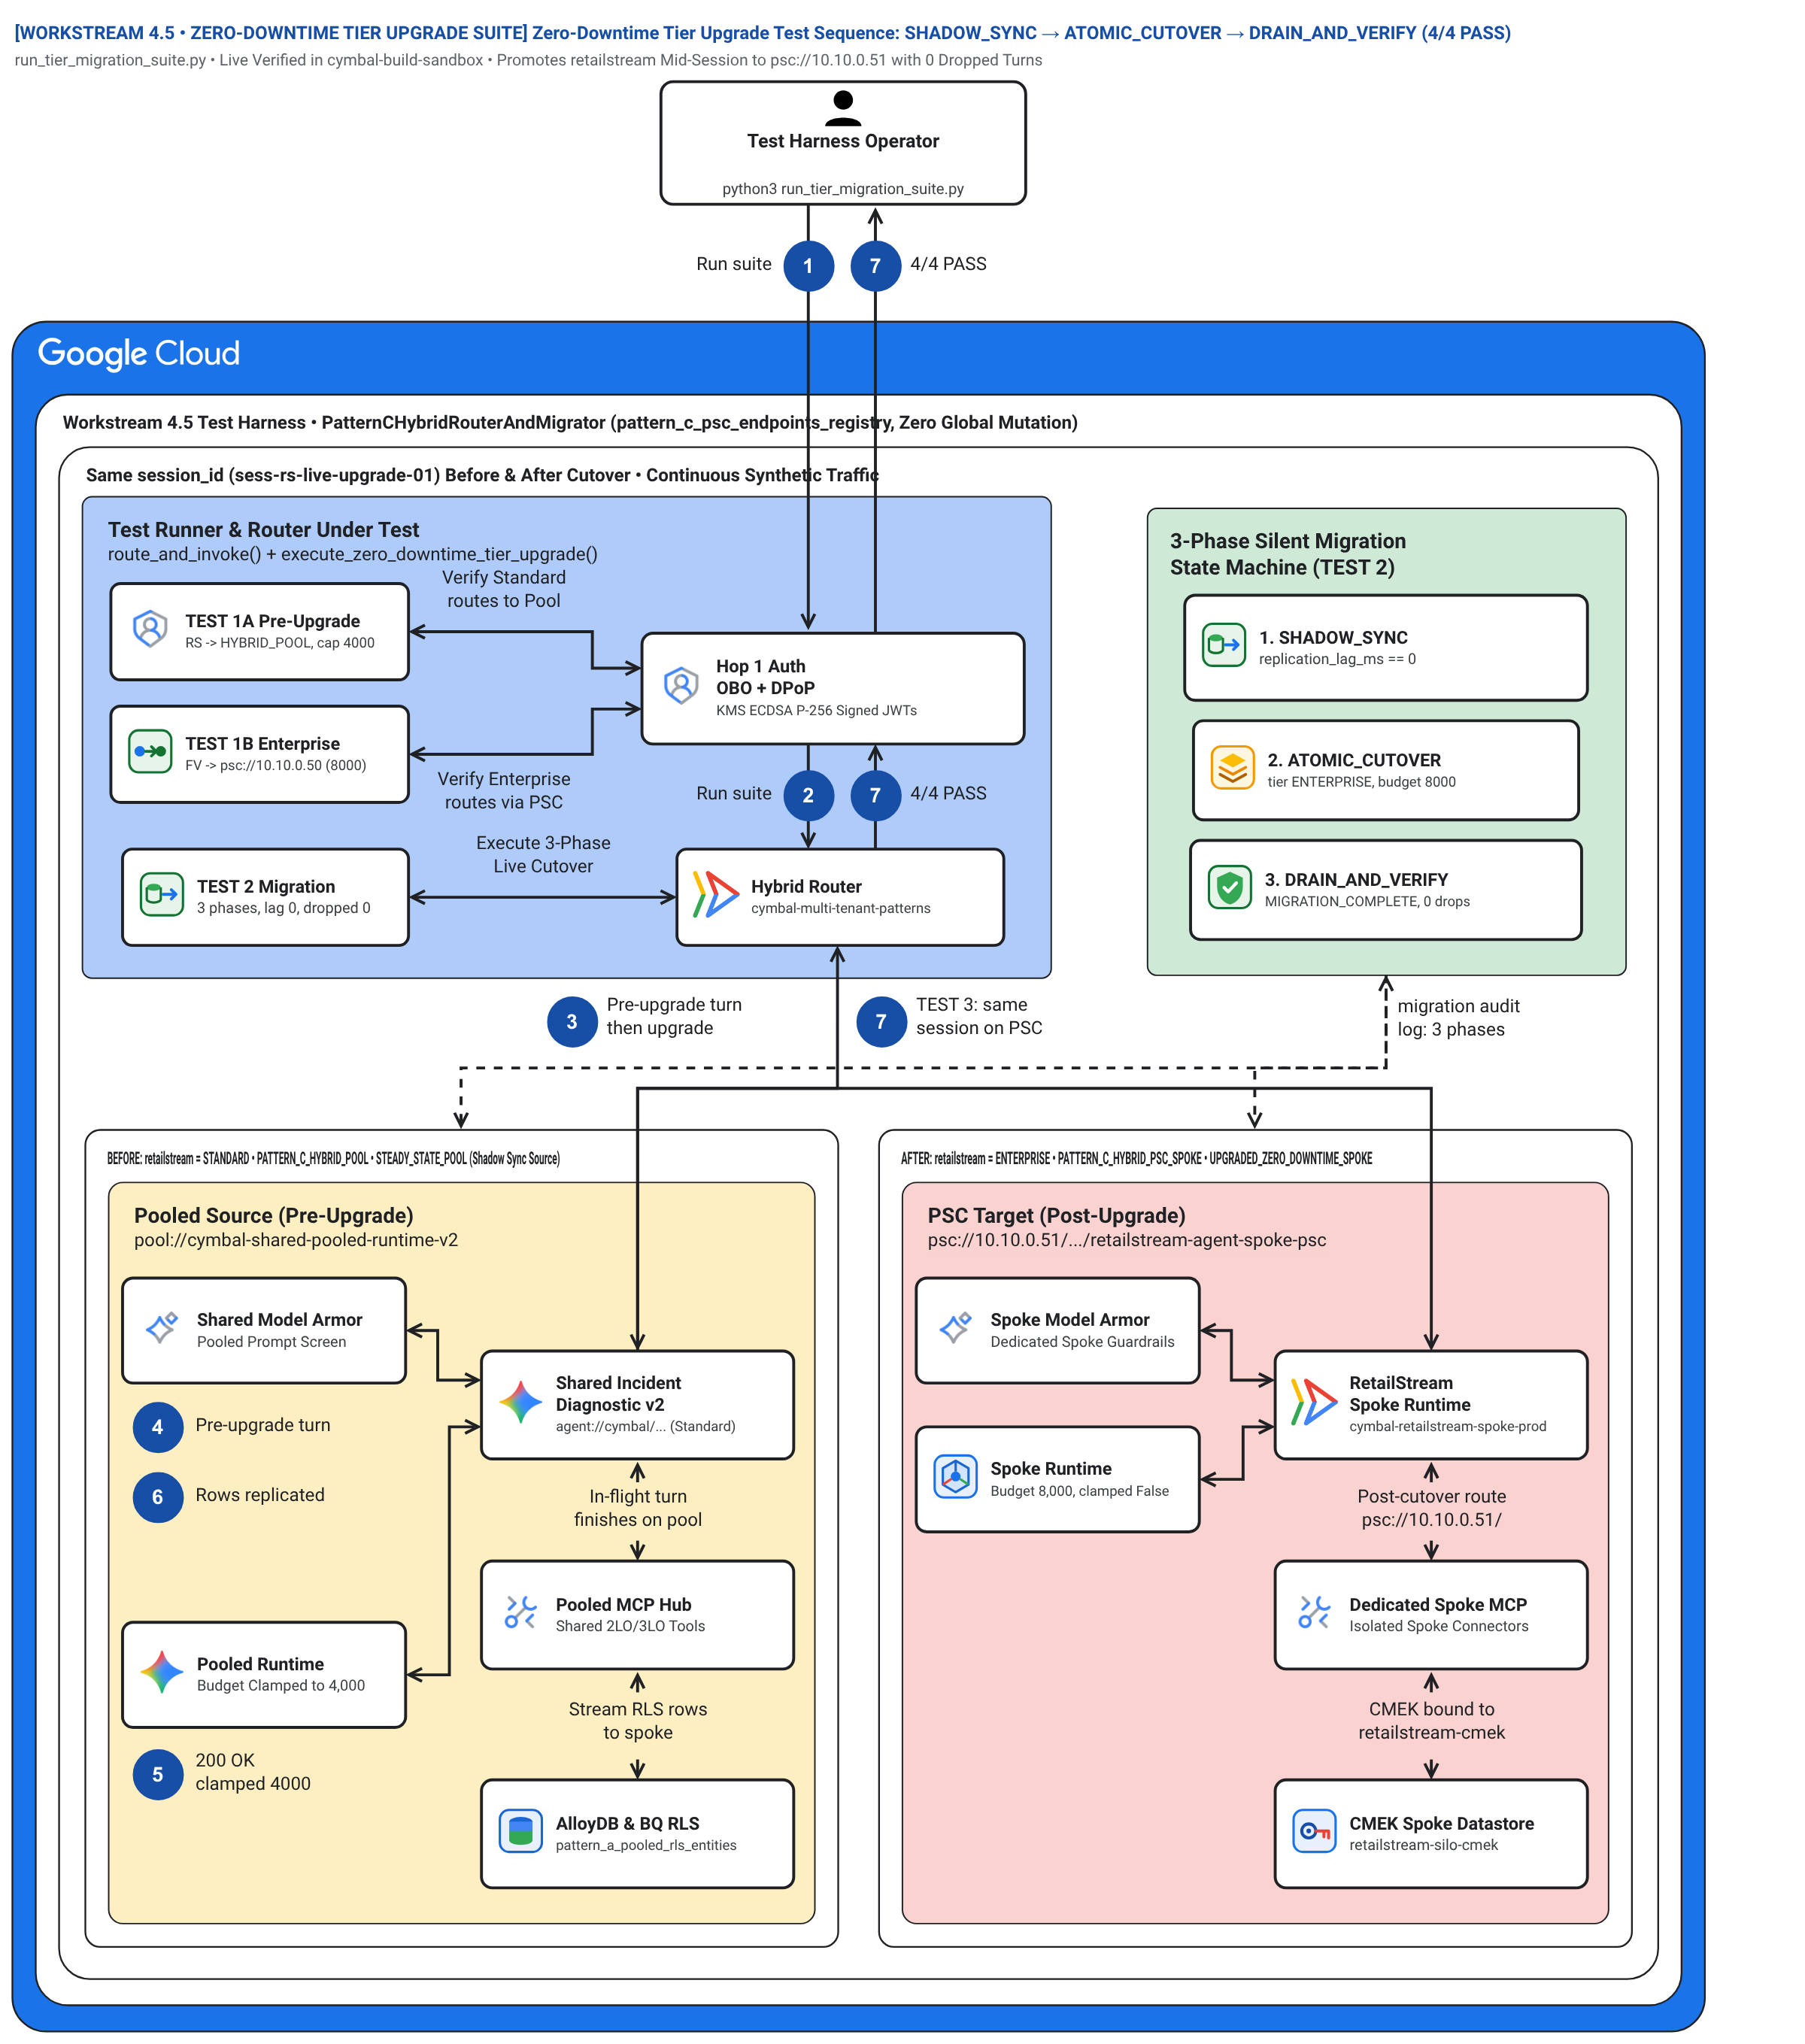 [WORKSTREAM 4.5 • ZERO-DOWNTIME TIER UPGRADE SUITE] Zero-Downtime Tier Upgrade Test Sequence: SHADOW_SYNC → ATOMIC_CUTOVER → DRAIN_AND_VERIFY (4/4 PASS)
run_tier_migration_suite.py • Live Verified in cymbal-build-sandbox • Promotes retailstream Mid-Session to psc://10.10.0.51 with 0 Dropped Turns
Test Harness Operator
python3 run_tier_migration_suite.py
Run suite
1
7
4/4 PASS
Google Cloud
Workstream 4.5 Test Harness • PatternCHybridRouterAndMigrator (pattern_c_psc_endpoints_registry, Zero Global Mutation)
Same session_id (sess-rs-live-upgrade-01) Before & After Cutover • Continuous Synthetic Traffic
Test Runner & Router Under Test
route_and_invoke() + execute_zero_downtime_tier_upgrade()
Verify Standard
routes to Pool
TEST 1A Pre-Upgrade
RS -> HYBRID_POOL, cap 4000
Hop 1 Auth
OBO + DPoP
KMS ECDSA P-256 Signed JWTs
TEST 1B Enterprise
FV -> psc://10.10.0.50 (8000)
Verify Enterprise
routes via PSC
Run suite
2
7
4/4 PASS
Execute 3-Phase
Live Cutover
TEST 2 Migration
3 phases, lag 0, dropped 0
Hybrid Router
cymbal-multi-tenant-patterns
3-Phase Silent Migration
State Machine (TEST 2)
1. SHADOW_SYNC
replication_lag_ms == 0
2. ATOMIC_CUTOVER
tier ENTERPRISE, budget 8000
3. DRAIN_AND_VERIFY
MIGRATION_COMPLETE, 0 drops
3
Pre-upgrade turn
then upgrade
7
TEST 3: same
session on PSC
migration audit
log: 3 phases
BEFORE: retailstream = STANDARD • PATTERN_C_HYBRID_POOL • STEADY_STATE_POOL (Shadow Sync Source)
Pooled Source (Pre-Upgrade)
pool://cymbal-shared-pooled-runtime-v2
Shared Model Armor
Pooled Prompt Screen
Shared Incident
Diagnostic v2
agent://cymbal/... (Standard)
4
Pre-upgrade turn
6
Rows replicated
In-flight turn
finishes on pool
Pooled MCP Hub
Shared 2LO/3LO Tools
Pooled Runtime
Budget Clamped to 4,000
Stream RLS rows
to spoke
5
200 OK
clamped 4000
AlloyDB & BQ RLS
pattern_a_pooled_rls_entities
AFTER: retailstream = ENTERPRISE • PATTERN_C_HYBRID_PSC_SPOKE • UPGRADED_ZERO_DOWNTIME_SPOKE
PSC Target (Post-Upgrade)
psc://10.10.0.51/.../retailstream-agent-spoke-psc
Spoke Model Armor
Dedicated Spoke Guardrails
RetailStream
Spoke Runtime
cymbal-retailstream-spoke-prod
Spoke Runtime
Budget 8,000, clamped False
Post-cutover route
psc://10.10.0.51/
Dedicated Spoke MCP
Isolated Spoke Connectors
CMEK bound to
retailstream-cmek
CMEK Spoke Datastore
retailstream-silo-cmek